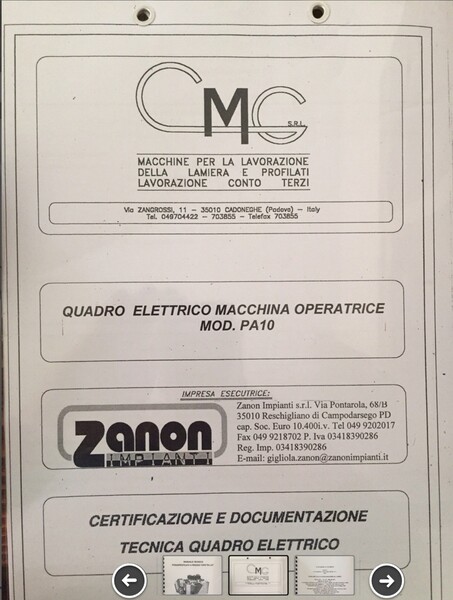 CMG S.R.L.
MACCHINE PER LA LAVORAZIONE
DELLA LAMIERA E PROFILATI
LAVORAZIONE CONTO TERZI
Via ZANGROSSI, 11 - 35010 CADONEGHE (Padova) - Italy
Tel. 049704422 - 703855 - Telefax 703855
QUADRO ELETTRICO MACCHINA OPERATRICE
MOD. PA10
IMPRESA ESECUTRICE:
zanon
IMPIANTI
Zanon Impianti s.r.l. Via Pontarola, 68/B
35010 Reschigliano di Campodarsego PD
cap. Soc. Euro 10.400i.v. Tel 049 9202017
Fax 049 9218702 P. Iva 03418390286
Reg. Imp. 03418390286
E-mail: gigliola.zanon@zanonimpianti.it
CERTIFICAZIONE E DOCUMENTAZIONE
TECNICA QUADRO ELETTRICO